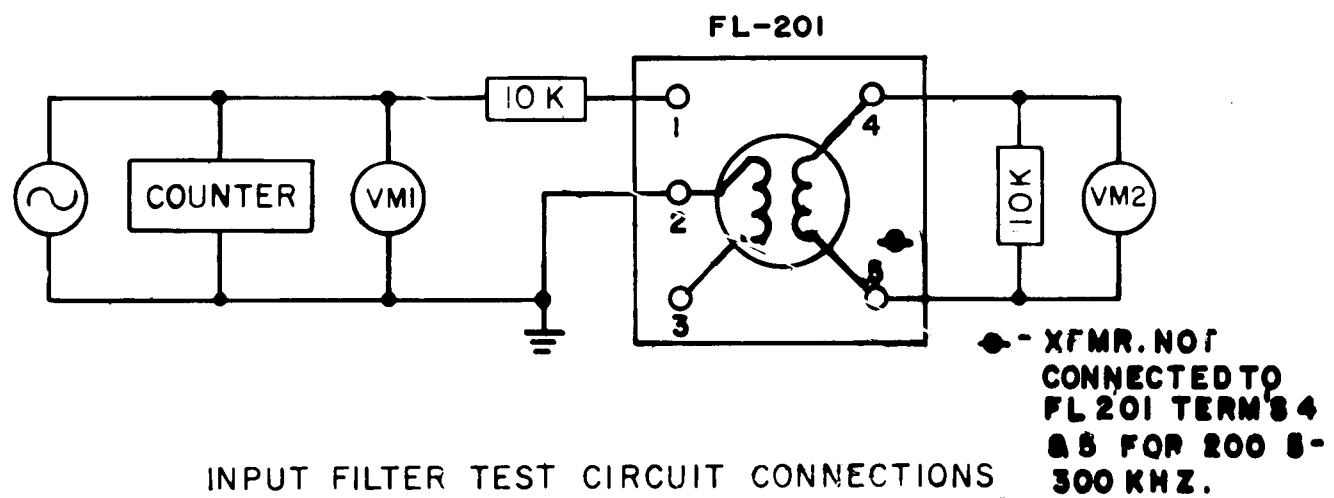 FL-201
10 K
1
4
COUNTER
VM1
2
10K
VM2
5
3
- XFMR. NOT
CONNECTED TO
FL 201 TERM'S 4
& 5 FOR 200 &-
300 KHZ.
INPUT FILTER TEST CIRCUIT CONNECTIONS